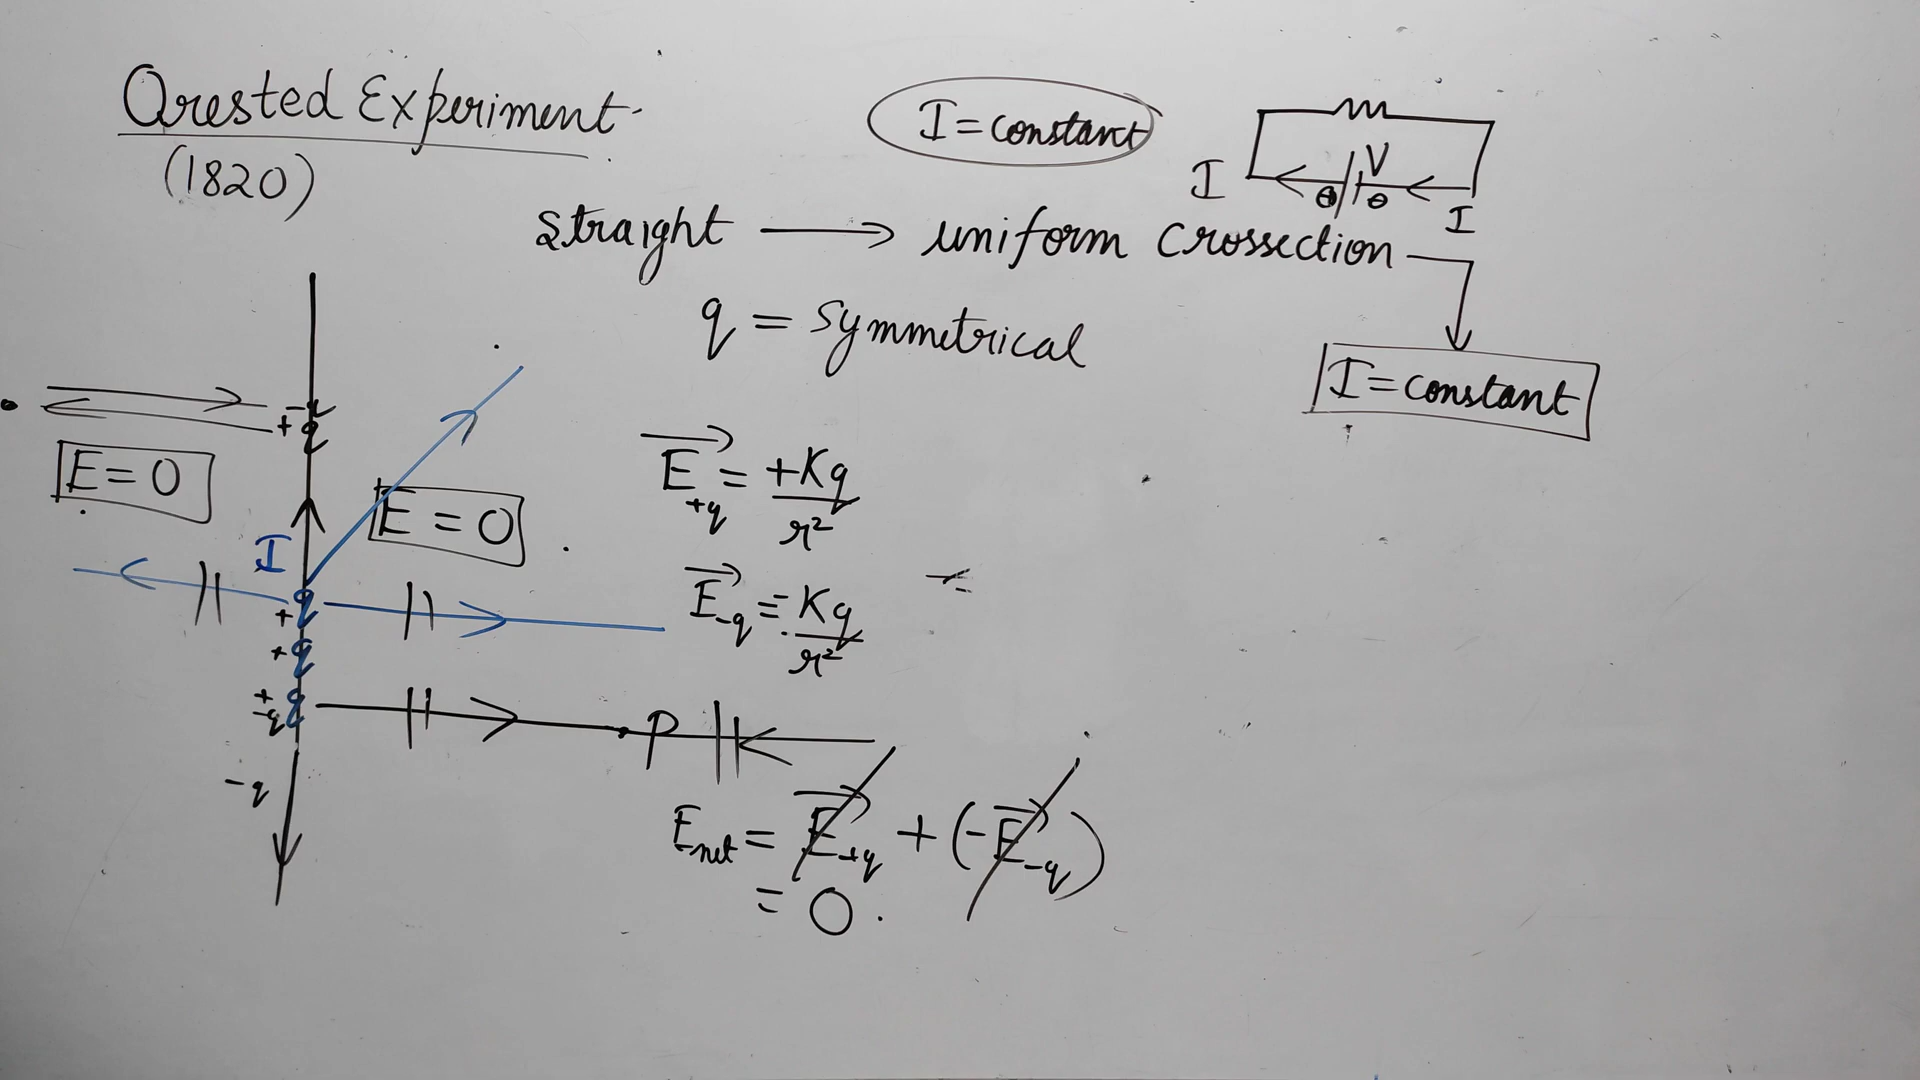 Orested Experiment
(1820)
I = constant
V
I
I
straight → uniform crossection
q = symmetrical
I = constant
-q
+q
E = 0
E = 0
E+q = +Kq/r²
I
E-q = -Kq/r²
+q
+q
+q
-q
P
-q
Enet = E+q + (-E-q)
= 0